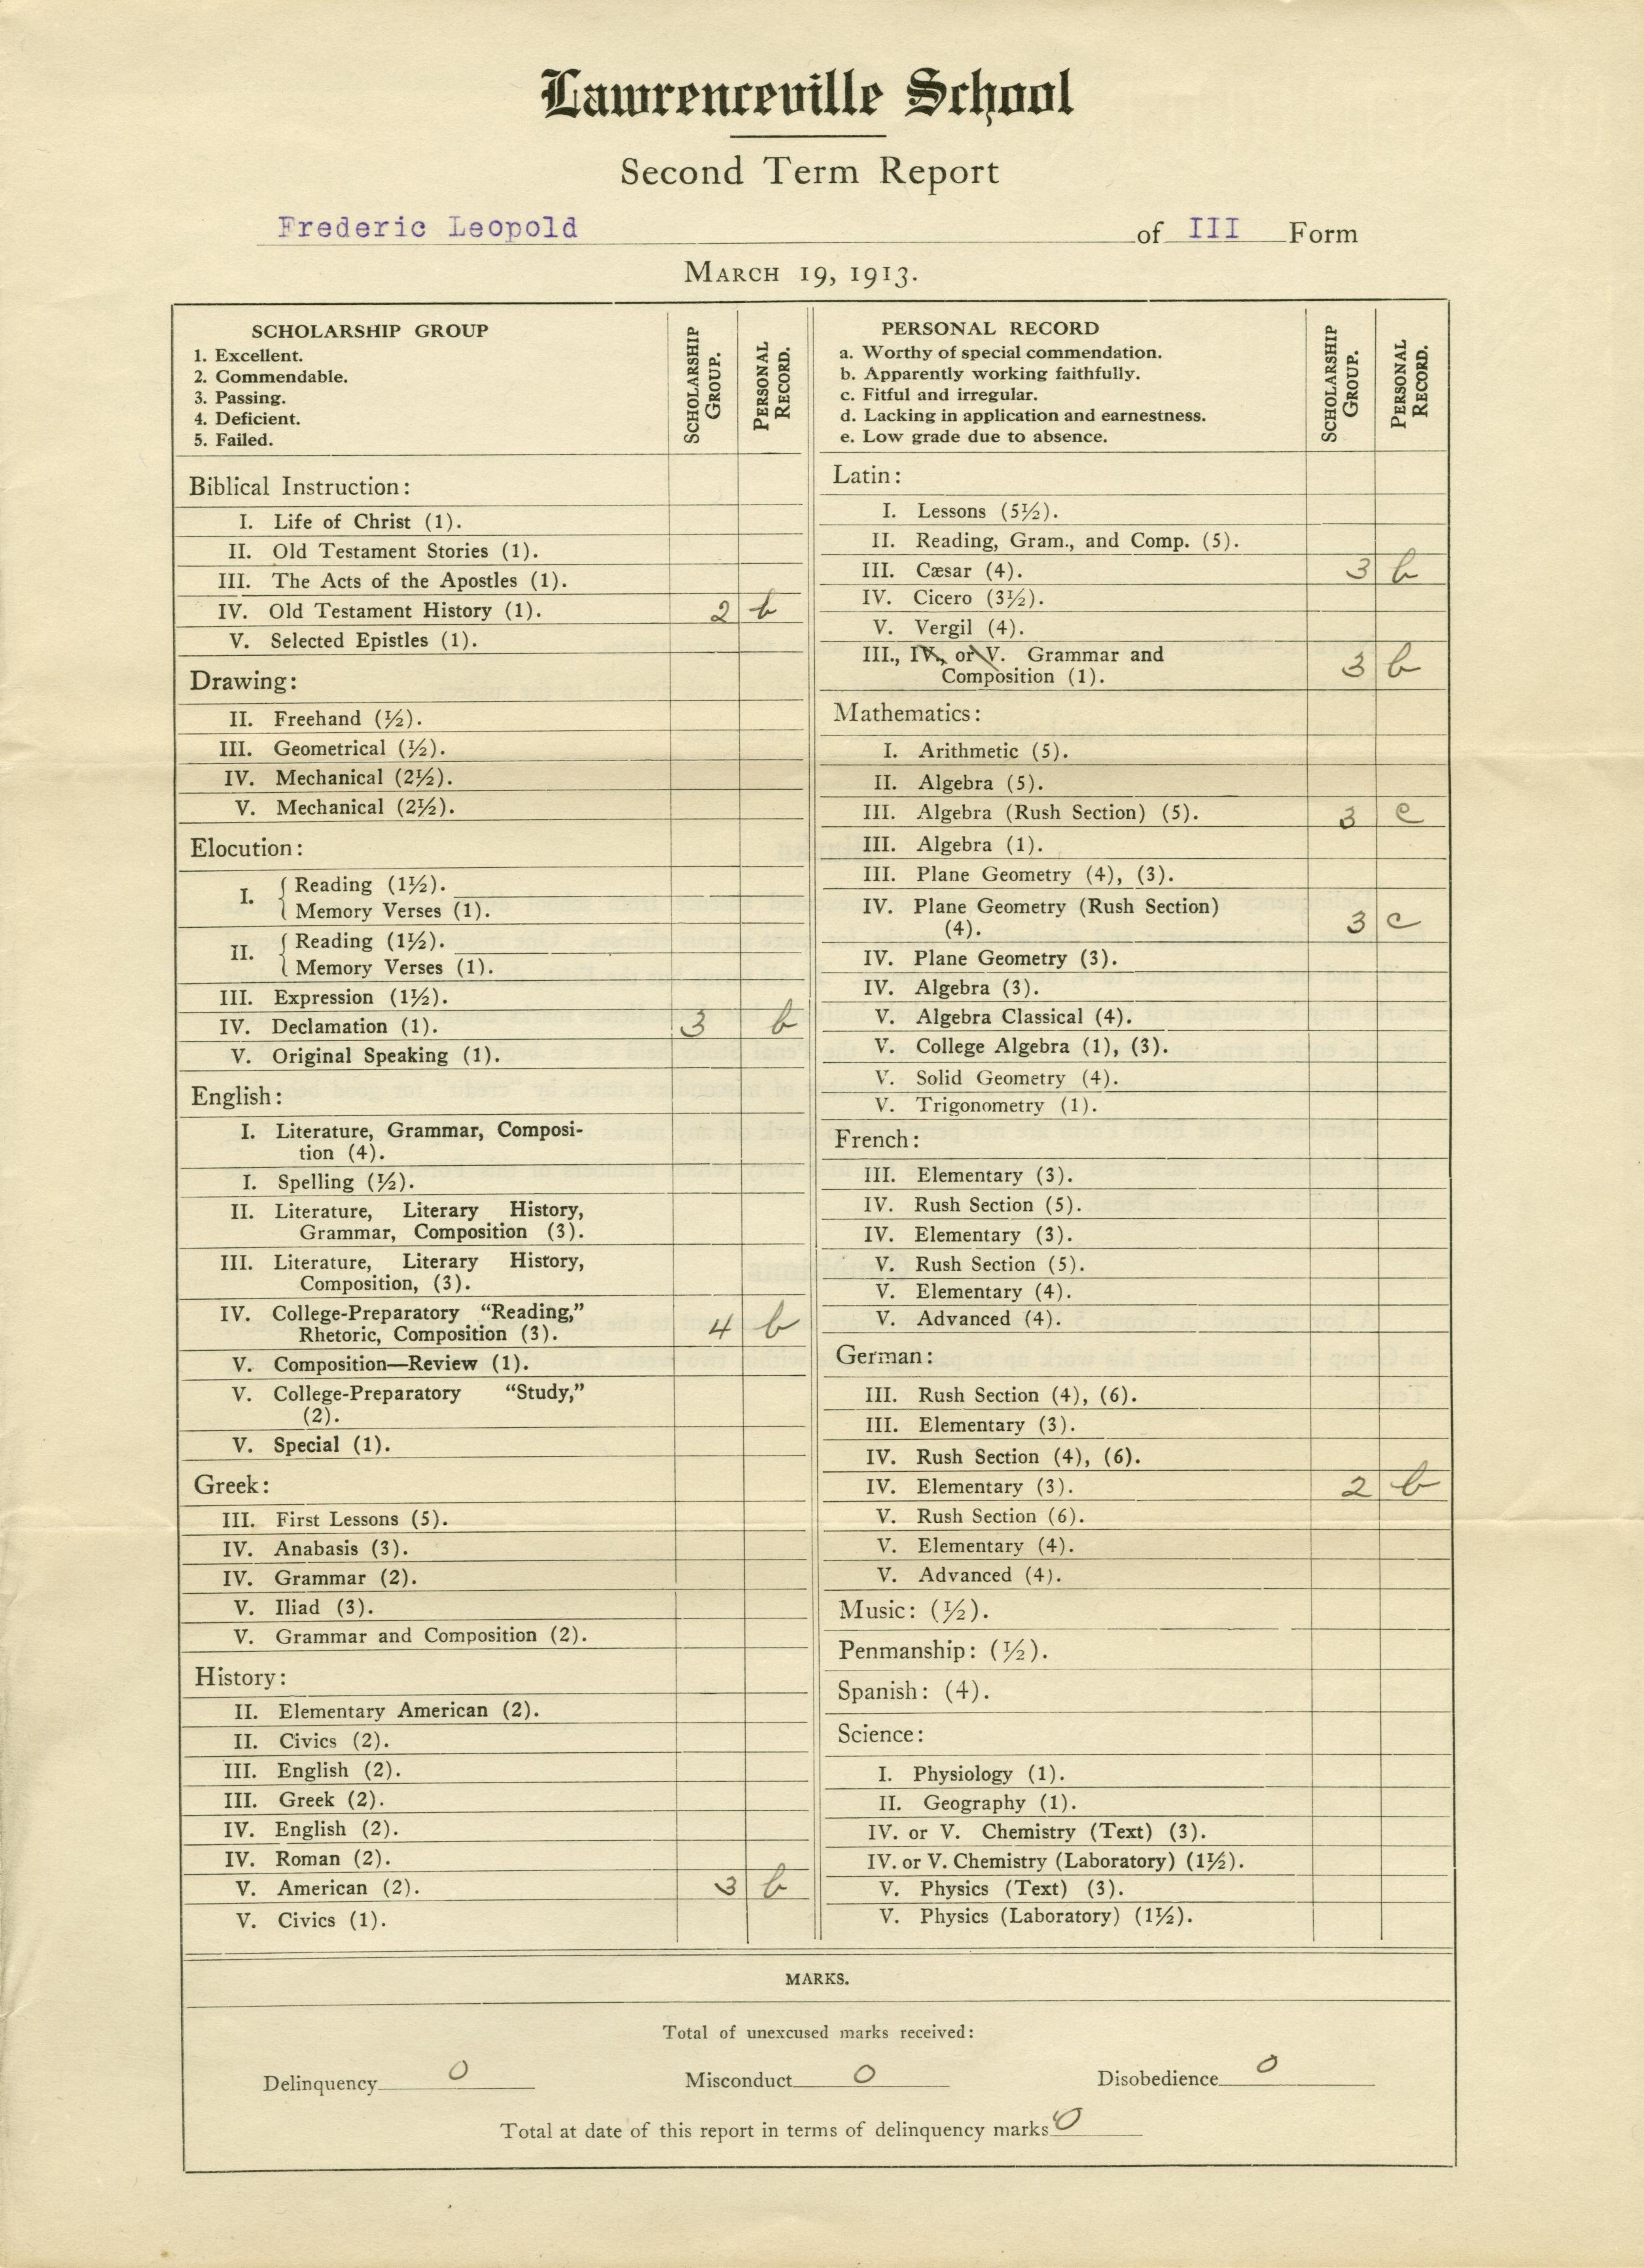 Lawrenceville School
Second Term Report
Frederic Leopold of III Form
March 19, 1913.
SCHOLARSHIP GROUP
1. Excellent.
2. Commendable.
3. Passing.
4. Deficient.
5. Failed.
Scholarship Group.
Personal Record.
Biblical Instruction:
I. Life of Christ (1).
II. Old Testament Stories (1).
III. The Acts of the Apostles (1).
IV. Old Testament History (1). 2 b
V. Selected Epistles (1).
Drawing:
II. Freehand (½).
III. Geometrical (½).
IV. Mechanical (2½).
V. Mechanical (2½).
Elocution:
I. { Reading (1½).
Memory Verses (1).
II. { Reading (1½).
Memory Verses (1).
III. Expression (1½).
IV. Declamation (1). 3 b
V. Original Speaking (1).
English:
I. Literature, Grammar, Composi-
tion (4).
I. Spelling (½).
II. Literature, Literary History,
Grammar, Composition (3).
III. Literature, Literary History,
Composition, (3).
IV. College-Preparatory “Reading,”
Rhetoric, Composition (3). 4 b
V. Composition—Review (1).
V. College-Preparatory “Study,”
(2).
V. Special (1).
Greek:
III. First Lessons (5).
IV. Anabasis (3).
IV. Grammar (2).
V. Iliad (3).
V. Grammar and Composition (2).
History:
II. Elementary American (2).
II. Civics (2).
III. English (2).
III. Greek (2).
IV. English (2).
IV. Roman (2).
V. American (2). 3 b
V. Civics (1).
PERSONAL RECORD
a. Worthy of special commendation.
b. Apparently working faithfully.
c. Fitful and irregular.
d. Lacking in application and earnestness.
e. Low grade due to absence.
Scholarship Group.
Personal Record.
Latin:
I. Lessons (5½).
II. Reading, Gram., and Comp. (5).
III. Cæsar (4). 3 b
IV. Cicero (3½).
V. Vergil (4).
III., IV., or V. Grammar and
Composition (1). 3 b
Mathematics:
I. Arithmetic (5).
II. Algebra (5).
III. Algebra (Rush Section) (5). 3 e
III. Algebra (1).
III. Plane Geometry (4), (3).
IV. Plane Geometry (Rush Section)
(4). 3 c
IV. Plane Geometry (3).
IV. Algebra (3).
V. Algebra Classical (4).
V. College Algebra (1), (3).
V. Solid Geometry (4).
V. Trigonometry (1).
French:
III. Elementary (3).
IV. Rush Section (5).
IV. Elementary (3).
V. Rush Section (5).
V. Elementary (4).
V. Advanced (4).
German:
III. Rush Section (4), (6).
III. Elementary (3).
IV. Rush Section (4), (6).
IV. Elementary (3). 2 b
V. Rush Section (6).
V. Elementary (4).
V. Advanced (4).
Music: (½).
Penmanship: (½).
Spanish: (4).
Science:
I. Physiology (1).
II. Geography (1).
IV. or V. Chemistry (Text) (3).
IV. or V. Chemistry (Laboratory) (1½).
V. Physics (Text) (3).
V. Physics (Laboratory) (1½).
MARKS.
Total of unexcused marks received:
Delinquency 0 Misconduct 0 Disobedience 0
Total at date of this report in terms of delinquency marks 0